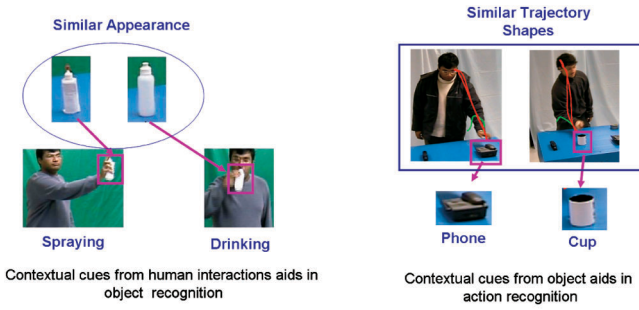 Similar Appearance
Spraying
Drinking
Contextual cues from human interactions aids in
object recognition
Similar Trajectory
Shapes
Phone
Cup
Contextual cues from object aids in
action recognition